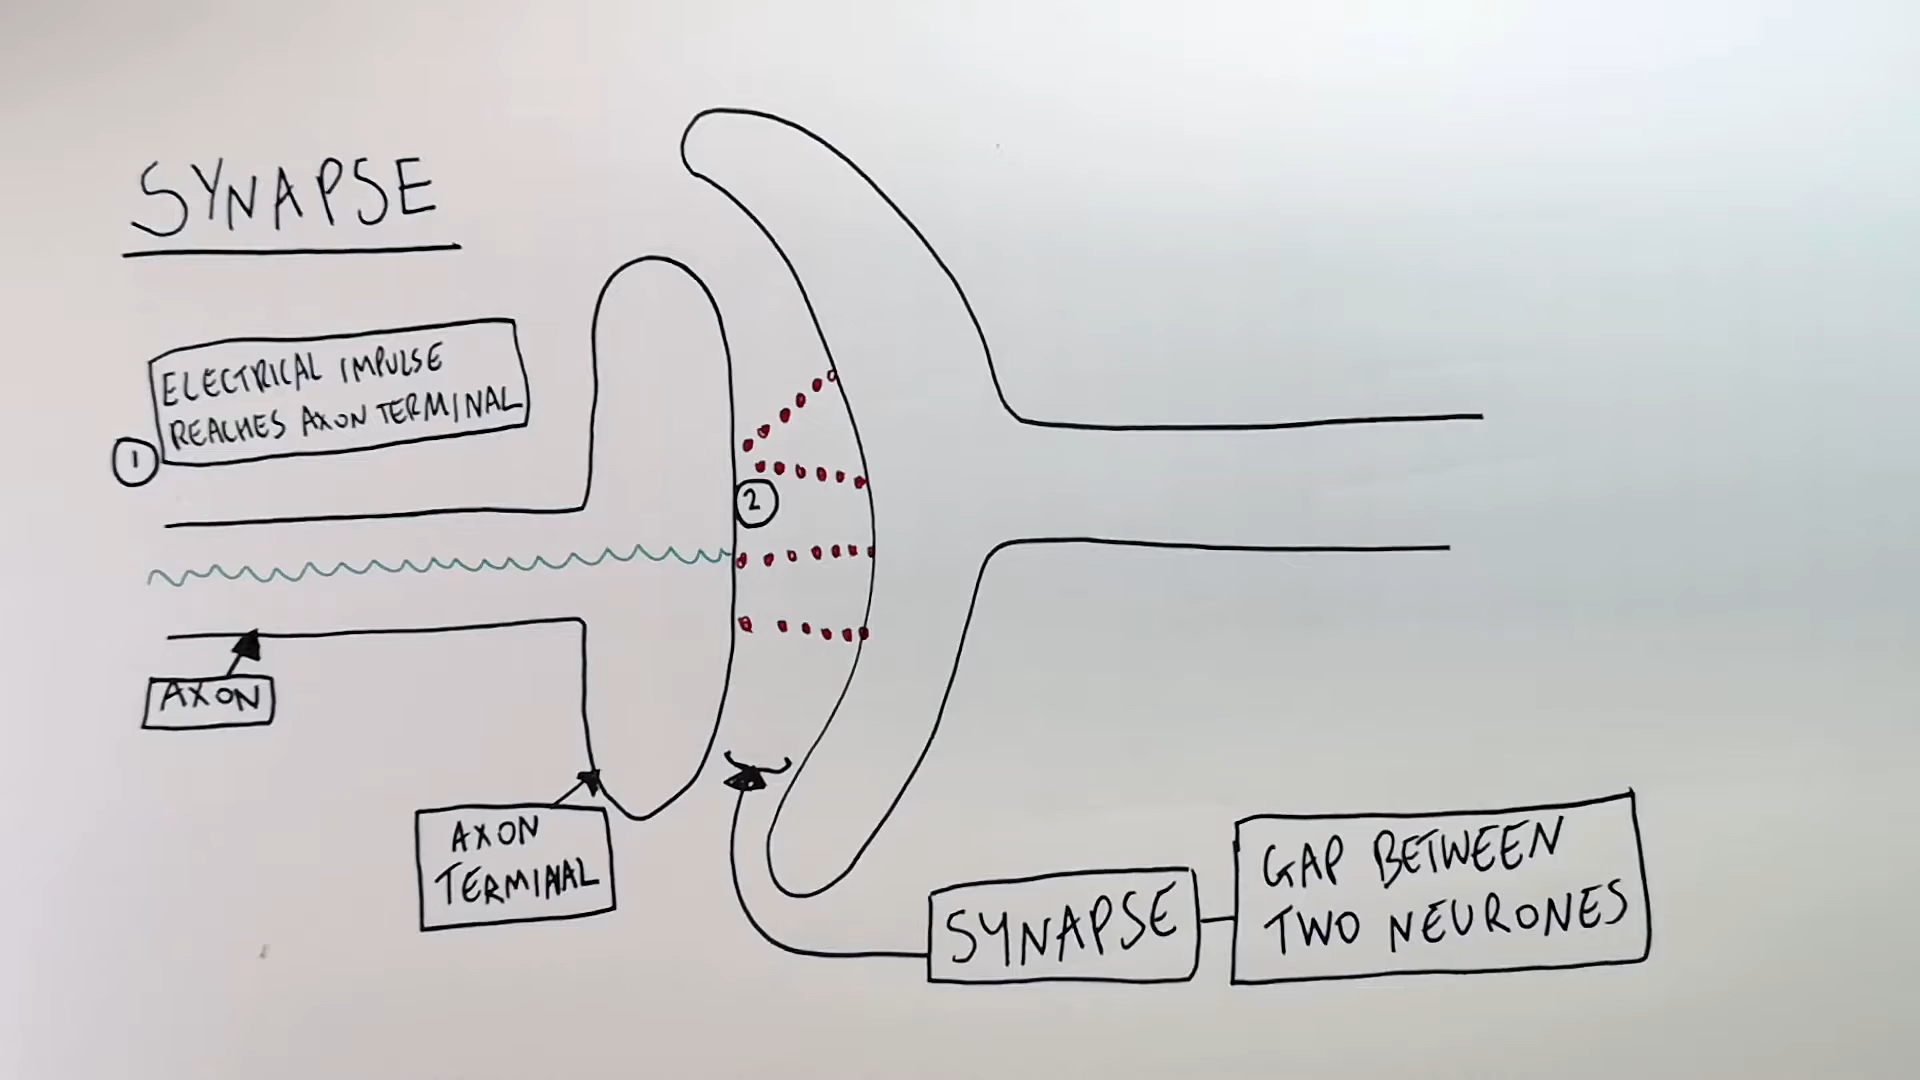 SYNAPSE
ELECTRICAL IMPULSE
REACHES AXON TERMINAL
1
2
AXON
AXON
TERMINAL
SYNAPSE
GAP BETWEEN
TWO NEURONES